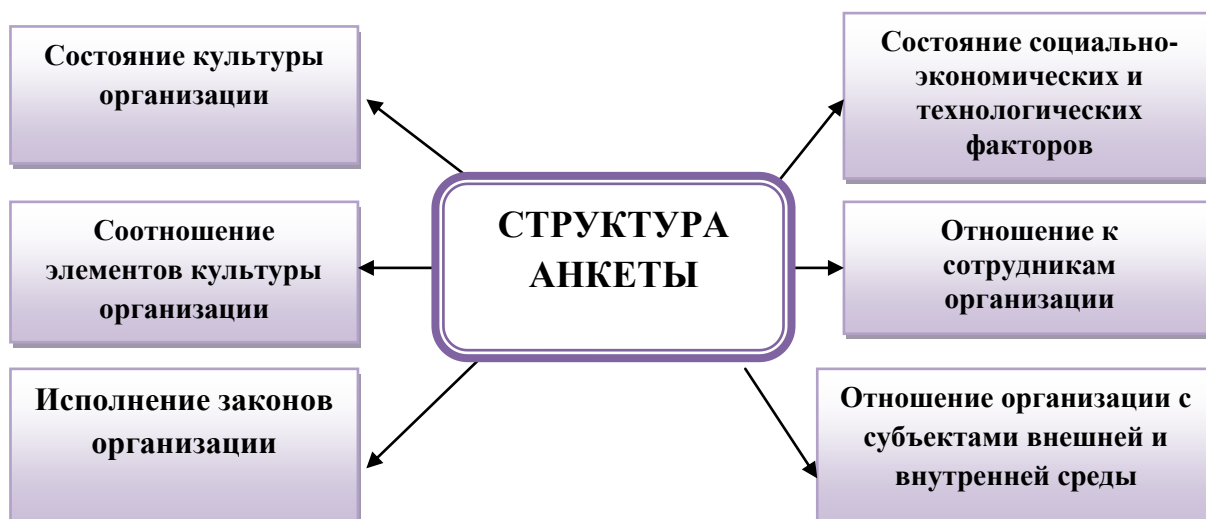 Состояние культуры
организации
Соотношение
элементов культуры
организации
Исполнение законов
организации
СТРУКТУРА
АНКЕТЫ
Состояние социально-
экономических и
технологических
факторов
Отношение к
сотрудникам
организации
Отношение организации с
субъектами внешней и
внутренней среды